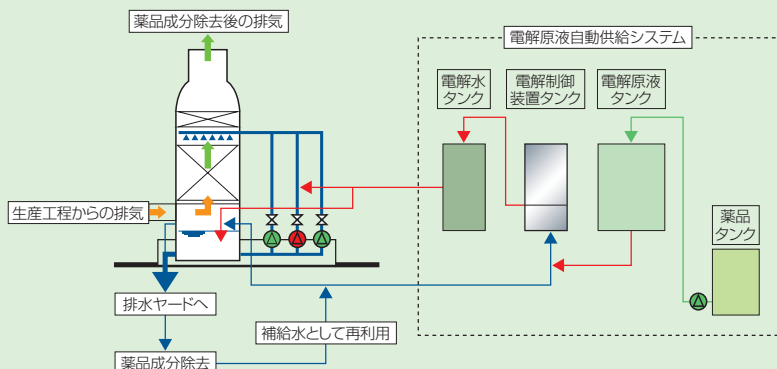 薬品成分除去後の排気
電解原液自動供給システム
電解水
タンク
電解制御
装置タンク
電解原液
タンク
生産工程からの排気
薬品
タンク
排水ヤードへ
補給水として再利用
薬品成分除去